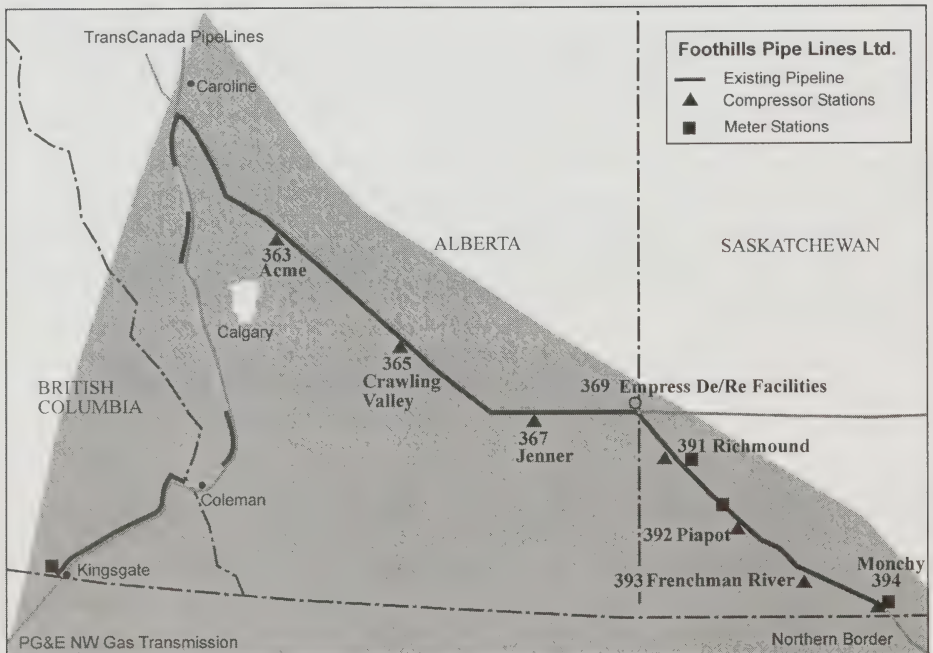 TransCanada PipeLines
Foothills Pipe Lines Ltd.
Existing Pipeline
Compressor Stations
Meter Stations
Caroline
ALBERTA
SASKATCHEWAN
363
Acme
Calgary
365
Crawling
Valley
BRITISH
COLUMBIA
369 Empress De/Re Facilities
367
Jenner
391 Richmound
Coleman
392 Piapot
Kingsgate
393 Frenchman River
Monchy
394
PG&E NW Gas Transmission
Northern Border